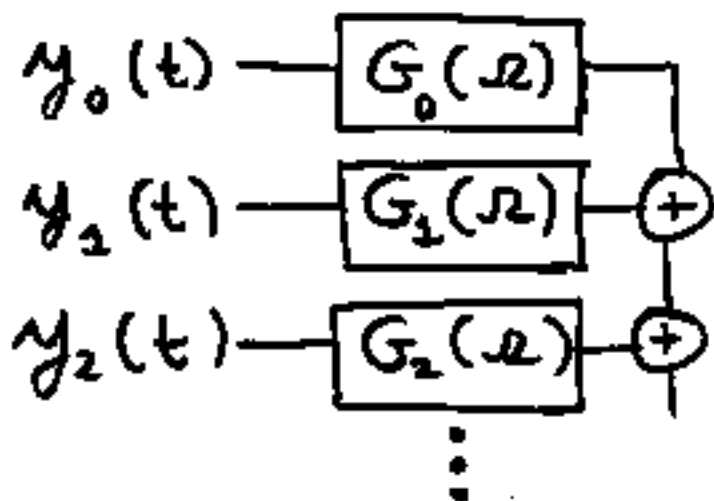 y₀(t) G₀(Ω) +
y₁(t) G₁(Ω) +
y₂(t) G₂(Ω) +